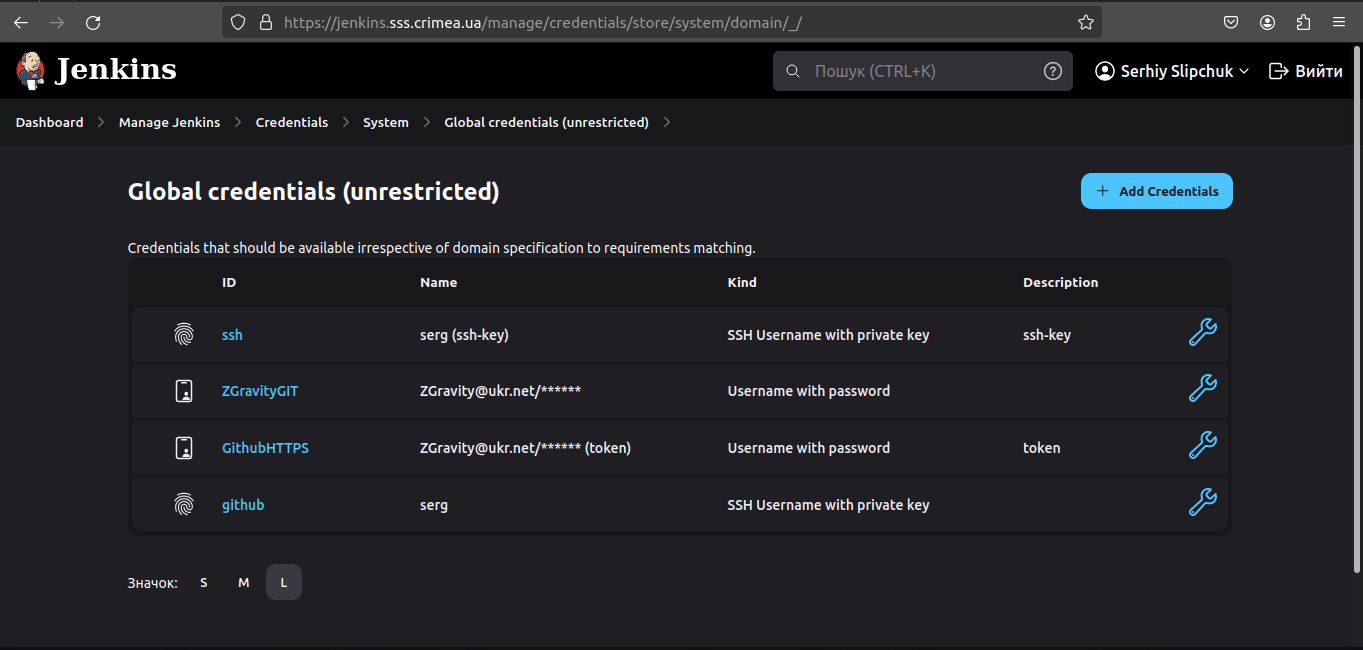 https://jenkins.sss.crimea.ua/manage/credentials/store/system/domain/_/
Jenkins
Пошук (CTRL+K)
Serhiy Slipchuk
Вийти
Dashboard Manage Jenkins Credentials System Global credentials (unrestricted)
Global credentials (unrestricted)
Add Credentials
Credentials that should be available irrespective of domain specification to requirements matching.
ID Name Kind Description
ssh serg (ssh-key) SSH Username with private key ssh-key
ZGravityGIT ZGravity@ukr.net/****** Username with password
GithubHTTPS ZGravity@ukr.net/****** (token) Username with password token
github serg SSH Username with private key
Значок: S M L